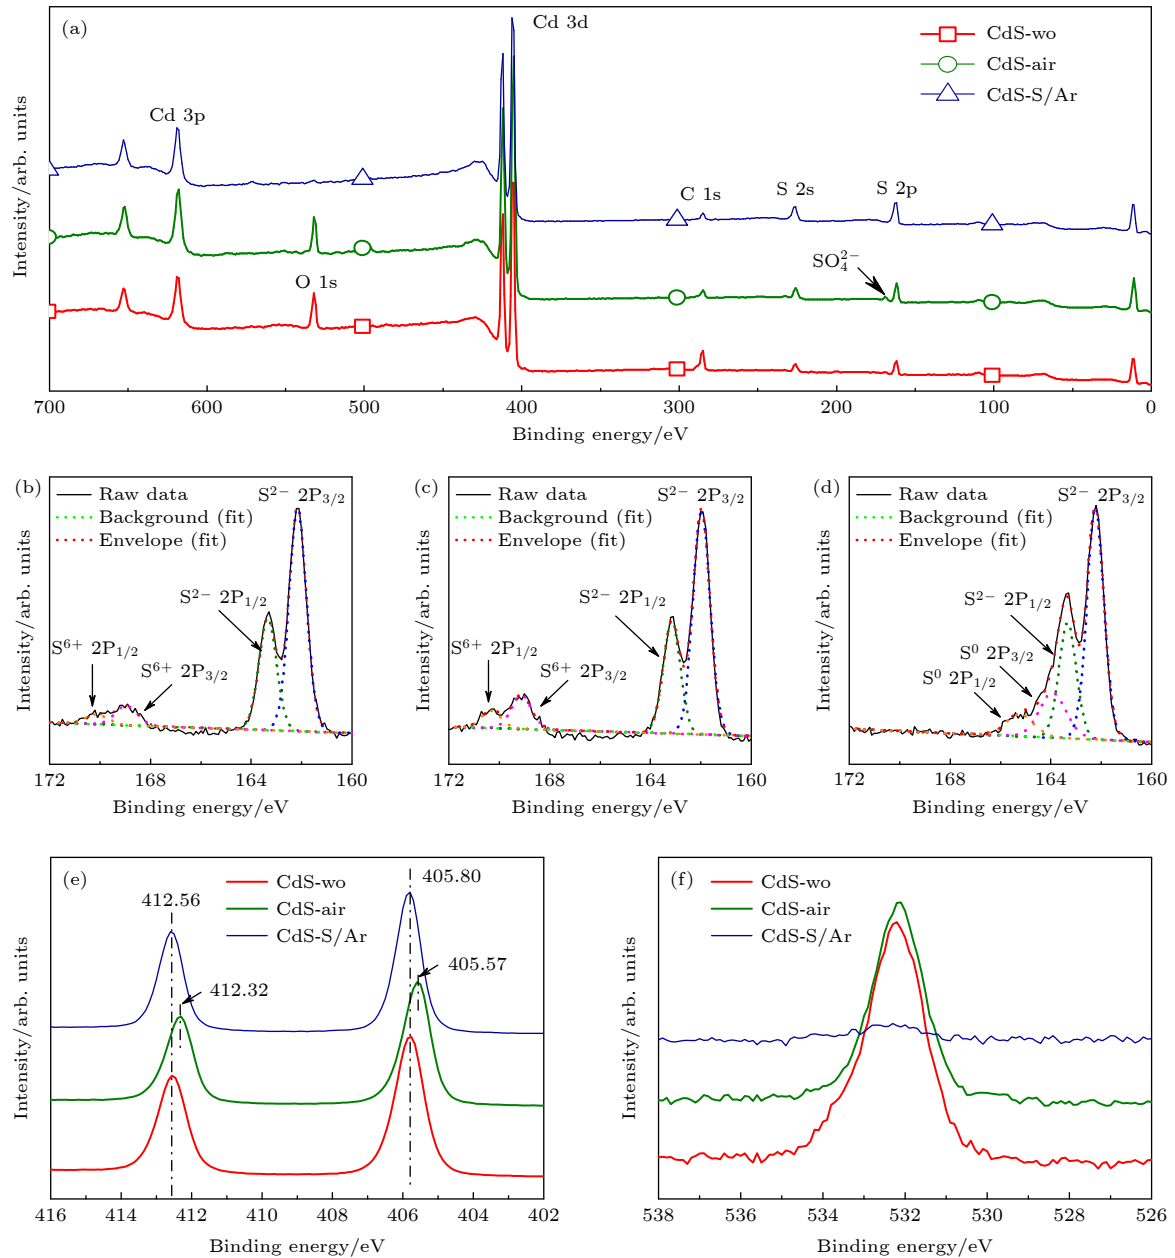 (a)
Cd 3d
CdS-wo
CdS-air
CdS-S/Ar
Cd 3p
C 1s
S 2s
S 2p
SO₄²⁻
O 1s
Intensity/arb. units
700 600 500 400 300 200 100 0
Binding energy/eV
(b)
Raw data
Background (fit)
Envelope (fit)
S²⁻ 2P₃/₂
S²⁻ 2P₁/₂
S⁶⁺ 2P₁/₂
S⁶⁺ 2P₃/₂
Intensity/arb. units
172 168 164 160
Binding energy/eV
(c)
Raw data
Background (fit)
Envelope (fit)
S²⁻ 2P₃/₂
S²⁻ 2P₁/₂
S⁶⁺ 2P₁/₂
S⁶⁺ 2P₃/₂
Intensity/arb. units
172 168 164 160
Binding energy/eV
(d)
Raw data
Background (fit)
Envelope (fit)
S²⁻ 2P₃/₂
S²⁻ 2P₁/₂
S⁰ 2P₃/₂
S⁰ 2P₁/₂
Intensity/arb. units
172 168 164 160
Binding energy/eV
(e)
CdS-wo
CdS-air
CdS-S/Ar
412.56
405.80
405.57
412.32
Intensity/arb. units
416 414 412 410 408 406 404 402
Binding energy/eV
(f)
CdS-wo
CdS-air
CdS-S/Ar
Intensity/arb. units
538 536 534 532 530 528 526
Binding energy/eV